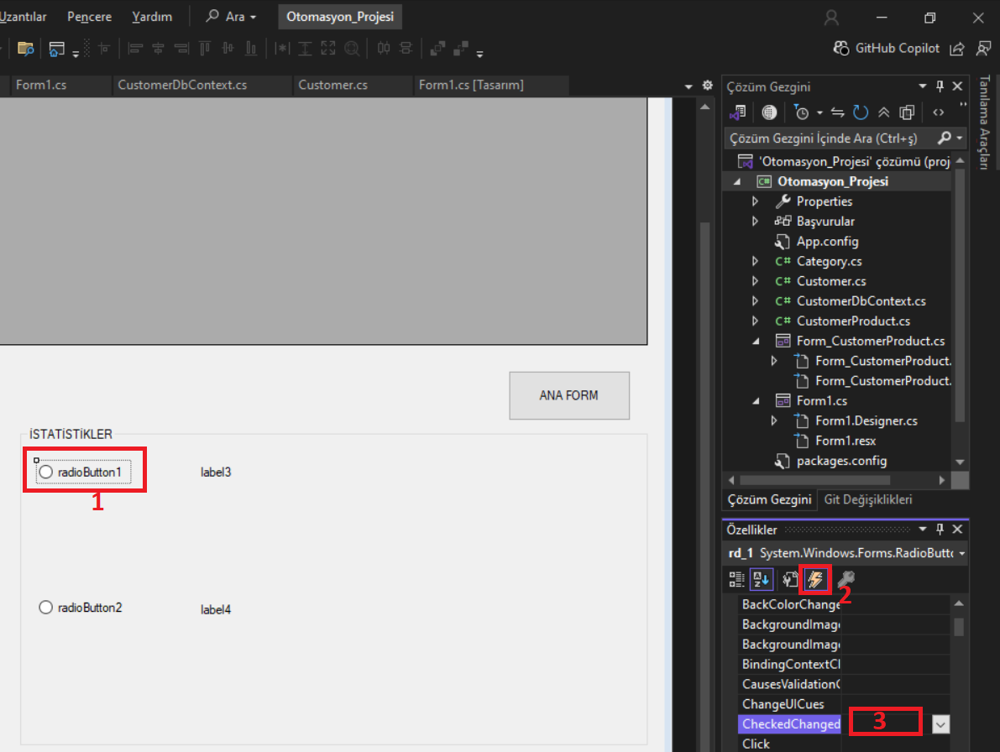 Uzantılar Pencere Yardım Ara Otomasyon_Projesi
GitHub Copilot
Form1.cs CustomerDbContext.cs Customer.cs Form1.cs [Tasarım]
ANA FORM
İSTATİSTİKLER
radioButton1 label3
1
radioButton2 label4
Çözüm Gezgini
Çözüm Gezgini İçinde Ara (Ctrl+ş)
'Otomasyon_Projesi' çözümü (proj
C# Otomasyon_Projesi
Properties
Başvurular
App.config
C# Category.cs
C# Customer.cs
C# CustomerDbContext.cs
C# CustomerProduct.cs
Form_CustomerProduct.cs
Form_CustomerProduct.
Form_CustomerProduct.
Form1.cs
Form1.Designer.cs
Form1.resx
packages.config
Çözüm Gezgini Git Değişiklikleri
Özellikler
rd_1 System.Windows.Forms.RadioButto
2
BackColorChange
BackgroundImage
BackgroundImage
BindingContextCl
CausesValidationC
ChangeUICues
CheckedChanged 3
Click
Tanılama Araçları